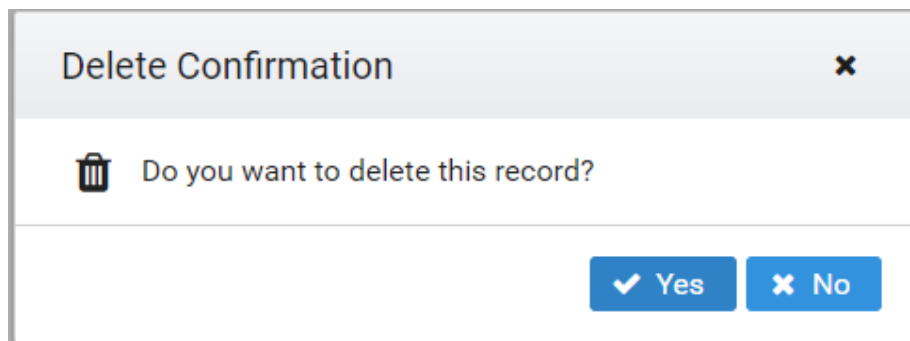 Delete Confirmation
Do you want to delete this record?
Yes
No